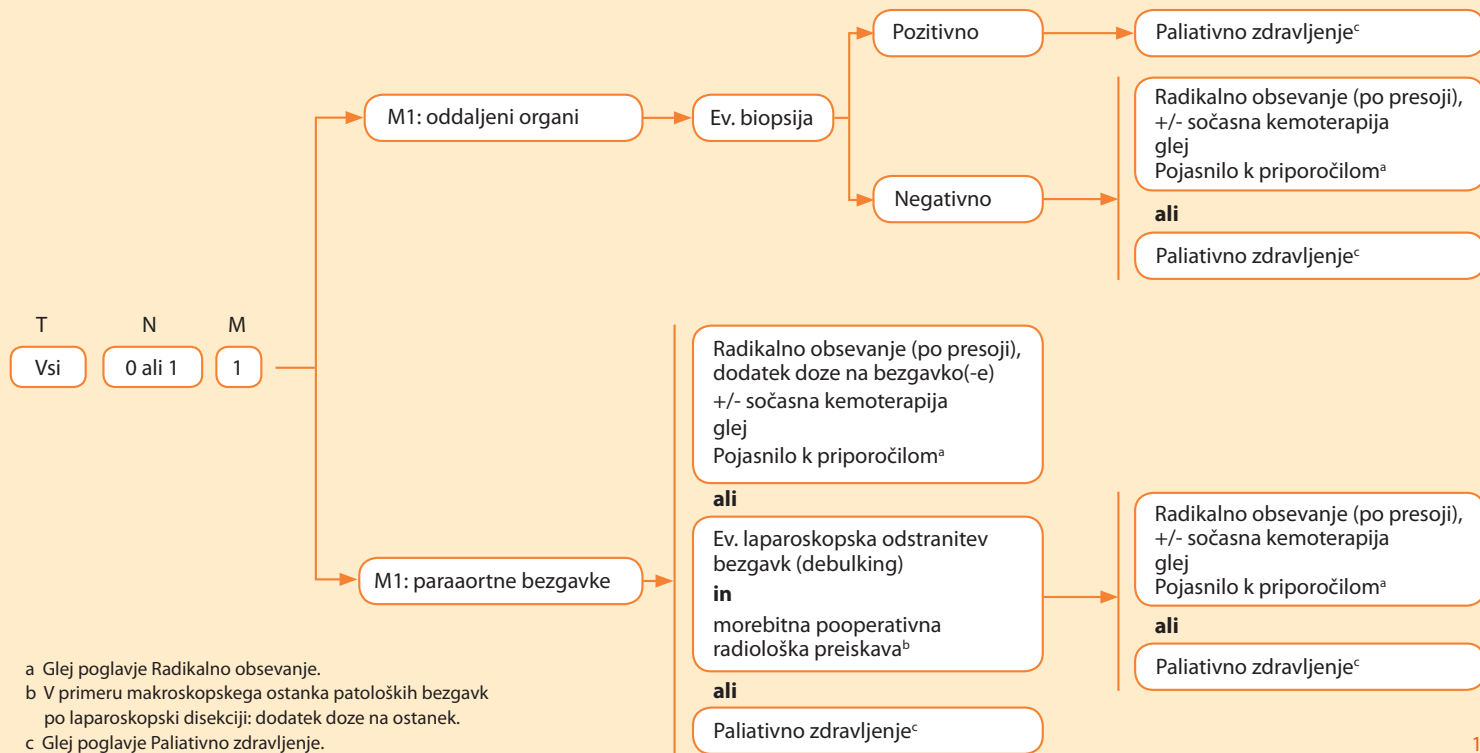 T N M
Vsi 0 ali 1 1
M1: oddaljeni organi
Ev. biopsija
Pozitivno
Paliativno zdravljenjeᶜ
Negativno
Radikalno obsevanje (po presoji),
+/- sočasna kemoterapija
glej
Pojasnilo k priporočilomᵃ
ali
Paliativno zdravljenjeᶜ
M1: paraaortne bezgavke
Radikalno obsevanje (po presoji),
dodatek doze na bezgavko(-e)
+/- sočasna kemoterapija
glej
Pojasnilo k priporočilomᵃ
ali
Ev. laparoskopska odstranitev
bezgavk (debulking)
in
morebitna pooperativna
radiološka preiskavaᵇ
ali
Paliativno zdravljenjeᶜ
Radikalno obsevanje (po presoji),
+/- sočasna kemoterapija
glej
Pojasnilo k priporočilomᵃ
ali
Paliativno zdravljenjeᶜ
a Glej poglavje Radikalno obsevanje.
b V primeru makroskopskega ostanka patoloških bezgavk
po laparoskopski disekciji: dodatek doze na ostanek.
c Glej poglavje Paliativno zdravljenje.
1